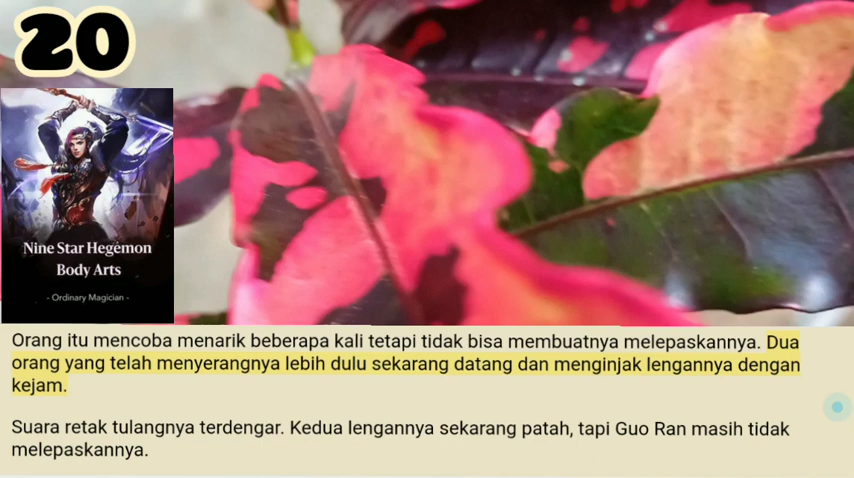 20
Nine Star Hegemon
Body Arts
- Ordinary Magician -
Orang itu mencoba menarik beberapa kali tetapi tidak bisa membuatnya melepaskannya. Dua
orang yang telah menyerangnya lebih dulu sekarang datang dan menginjak lengannya dengan
kejam.
Suara retak tulangnya terdengar. Kedua lengannya sekarang patah, tapi Guo Ran masih tidak
melepaskannya.